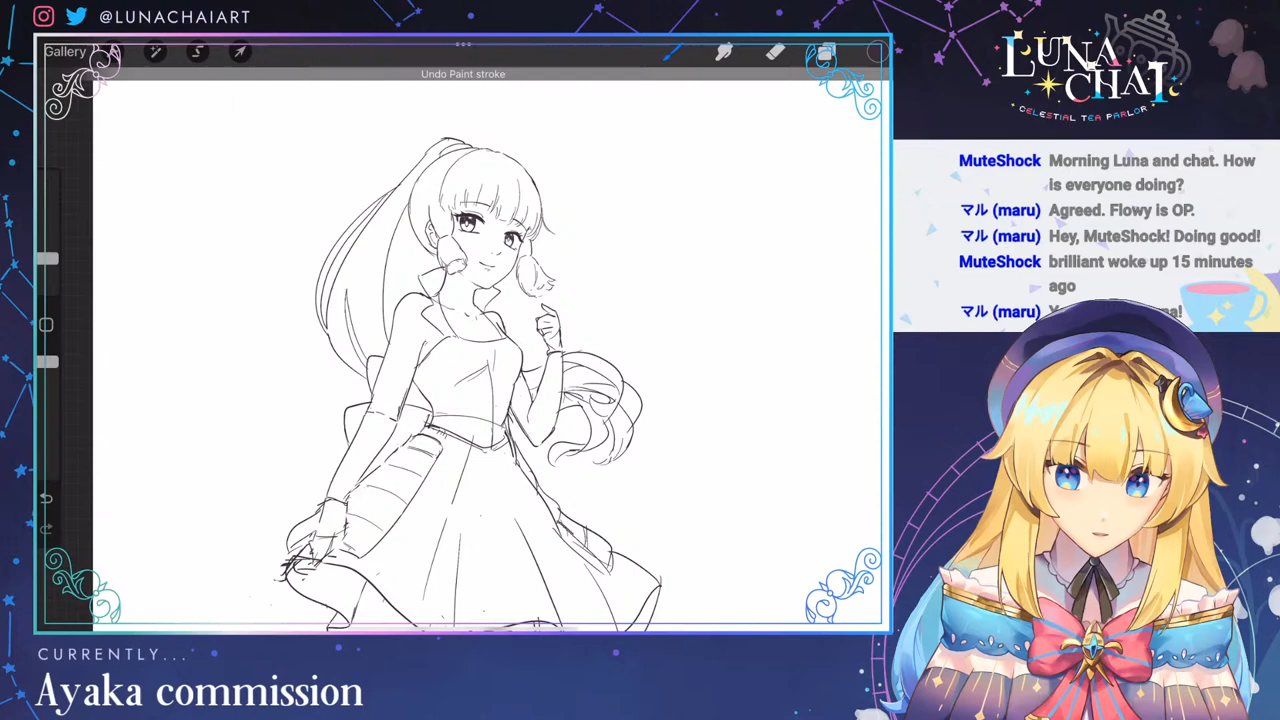 @LUNACHAIART
Gallery
Undo Paint stroke
LUNA
CHAI
CELESTIAL TEA PARLOR
MuteShock Morning Luna and chat. How
is everyone doing?
マル (maru) Agreed. Flowy is OP.
マル (maru) Hey, MuteShock! Doing good!
MuteShock brilliant woke up 15 minutes
ago
マル (maru)
CURRENTLY...
Ayaka commission